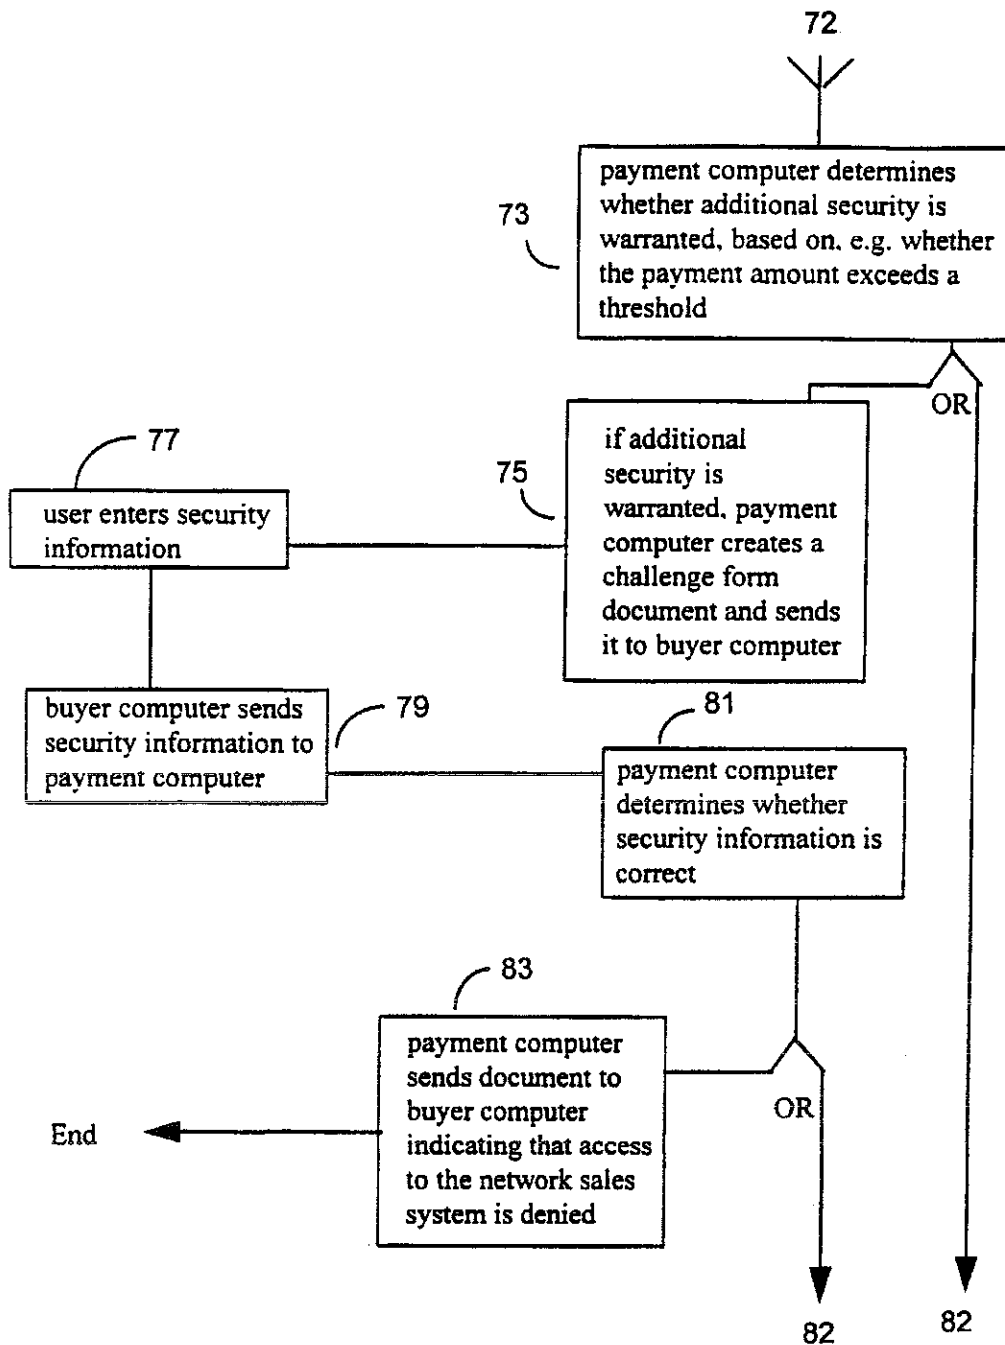 72
payment computer determines
whether additional security is
warranted, based on, e.g. whether
the payment amount exceeds a
threshold
73
OR
if additional
security is
warranted, payment
computer creates a
challenge form
document and sends
it to buyer computer
75
77
user enters security
information
buyer computer sends
security information to
payment computer
79
81
payment computer
determines whether
security information is
correct
OR
83
payment computer
sends document to
buyer computer
indicating that access
to the network sales
system is denied
End
82
82